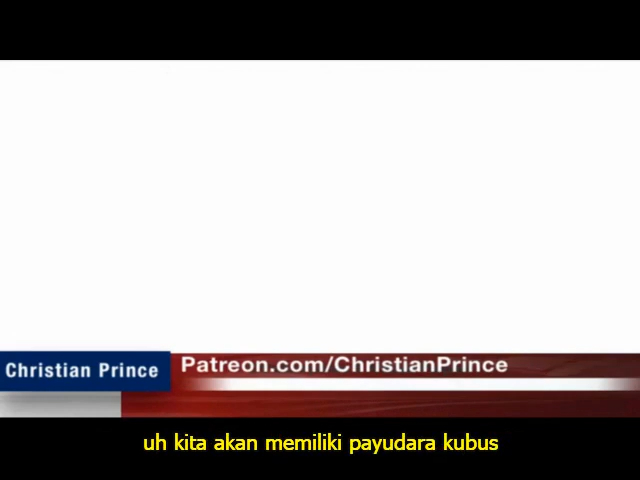 Patreon.com/ChristianPrince
Christian Prince
uh kita akan memiliki payudara kubus